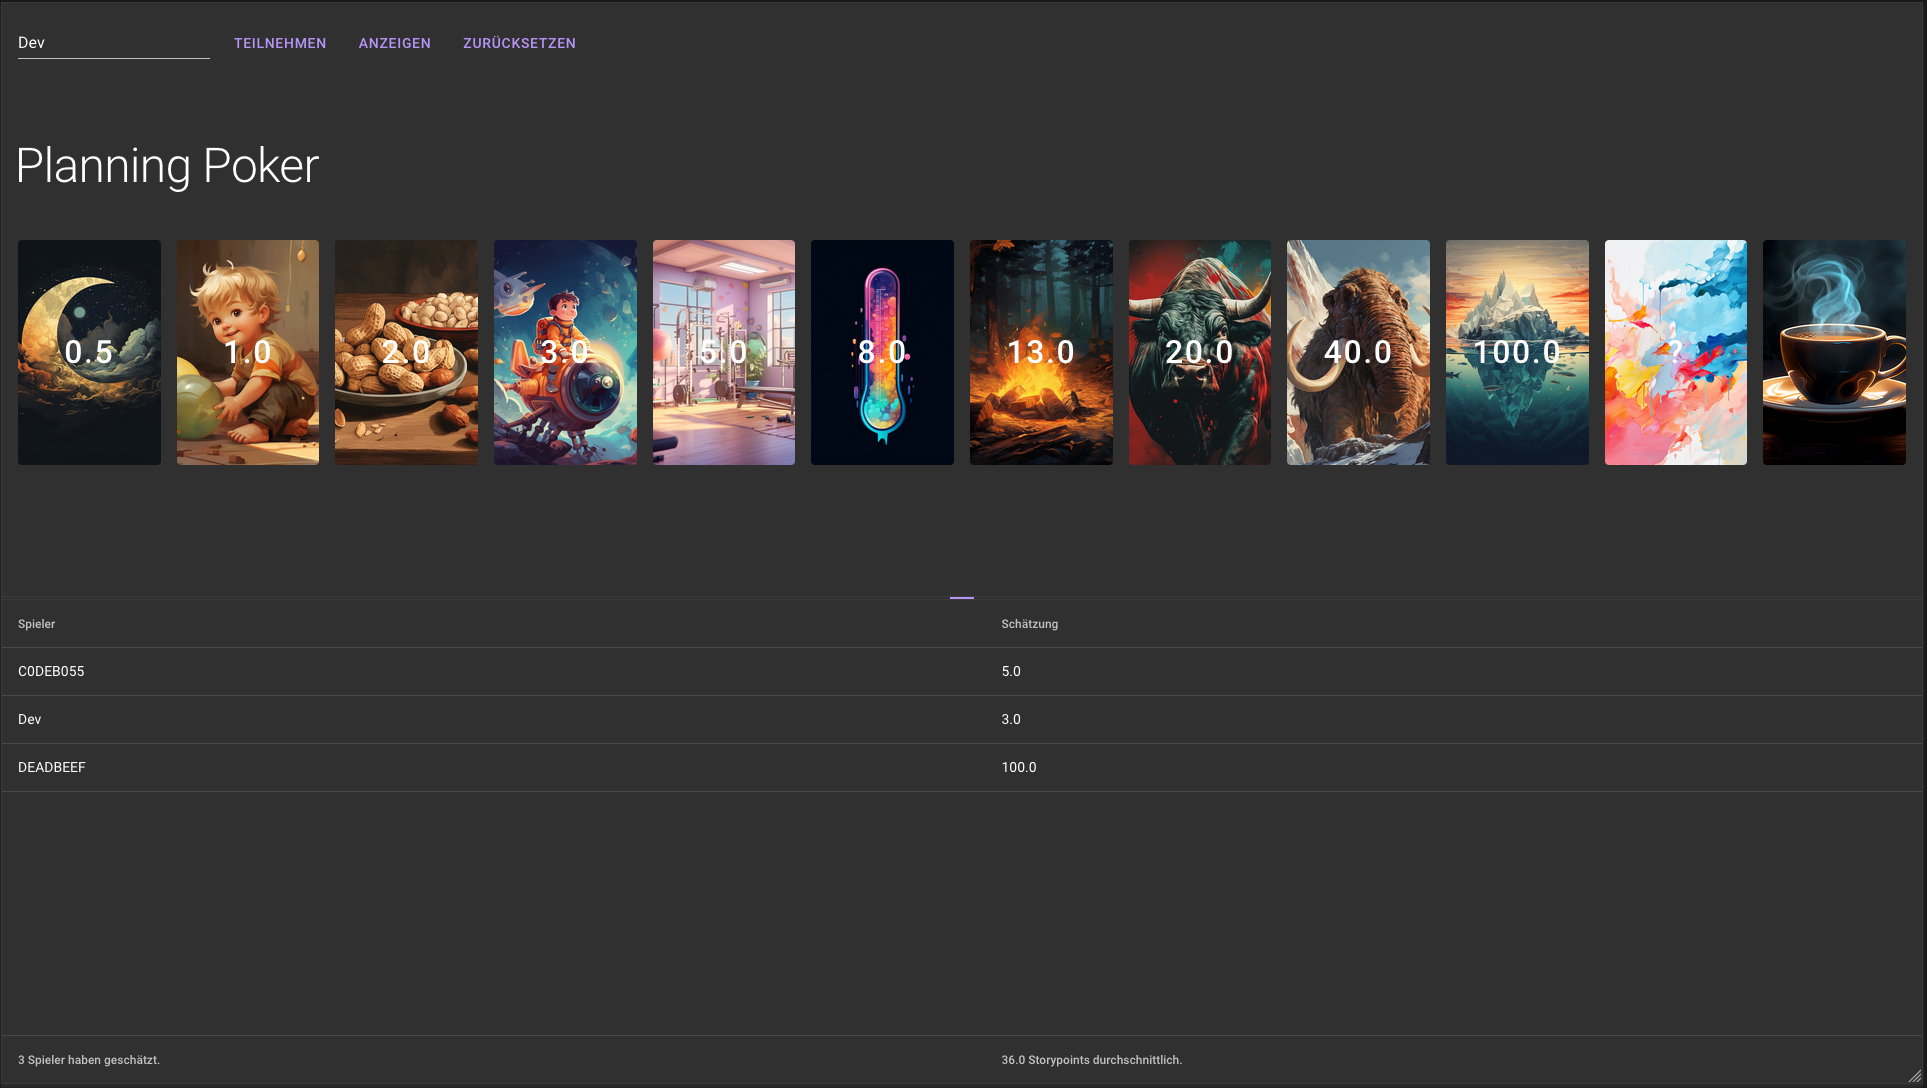 Dev TEILNEHMEN ANZEIGEN ZURÜCKSETZEN
Planning Poker
0.5 1.0 2.0 3.0 5.0 8.0 13.0 20.0 40.0 100.0 ?
Spieler Schätzung
C0DEB055 5.0
Dev 3.0
DEADBEEF 100.0
3 Spieler haben geschätzt. 36.0 Storypoints durchschnittlich.